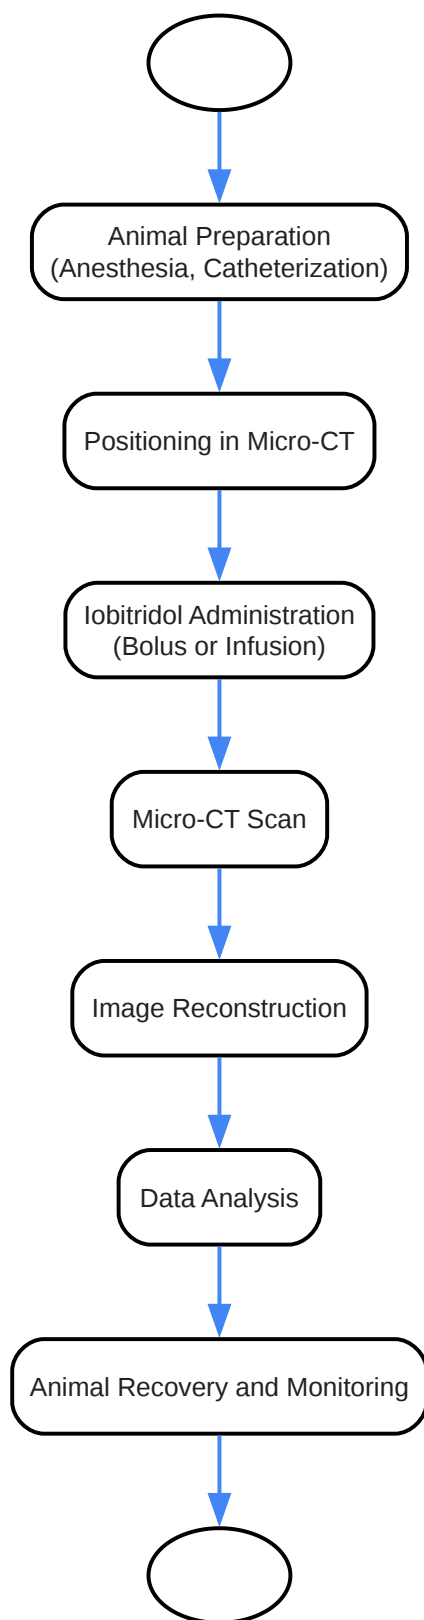 Animal Preparation
(Anesthesia, Catheterization)
Positioning in Micro-CT
Iobitridol Administration
(Bolus or Infusion)
Micro-CT Scan
Image Reconstruction
Data Analysis
Animal Recovery and Monitoring